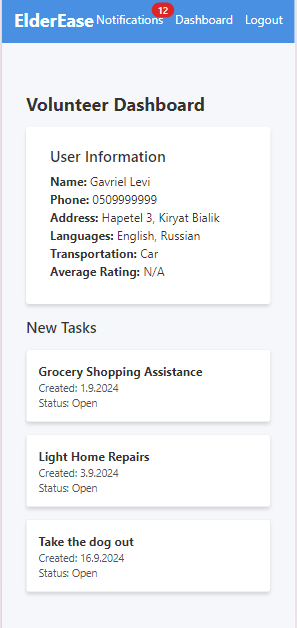 12
ElderEase Notifications Dashboard Logout
Volunteer Dashboard
User Information
Name: Gavriel Levi
Phone: 0509999999
Address: Hapetel 3, Kiryat Bialik
Languages: English, Russian
Transportation: Car
Average Rating: N/A
New Tasks
Grocery Shopping Assistance
Created: 1.9.2024
Status: Open
Light Home Repairs
Created: 3.9.2024
Status: Open
Take the dog out
Created: 16.9.2024
Status: Open